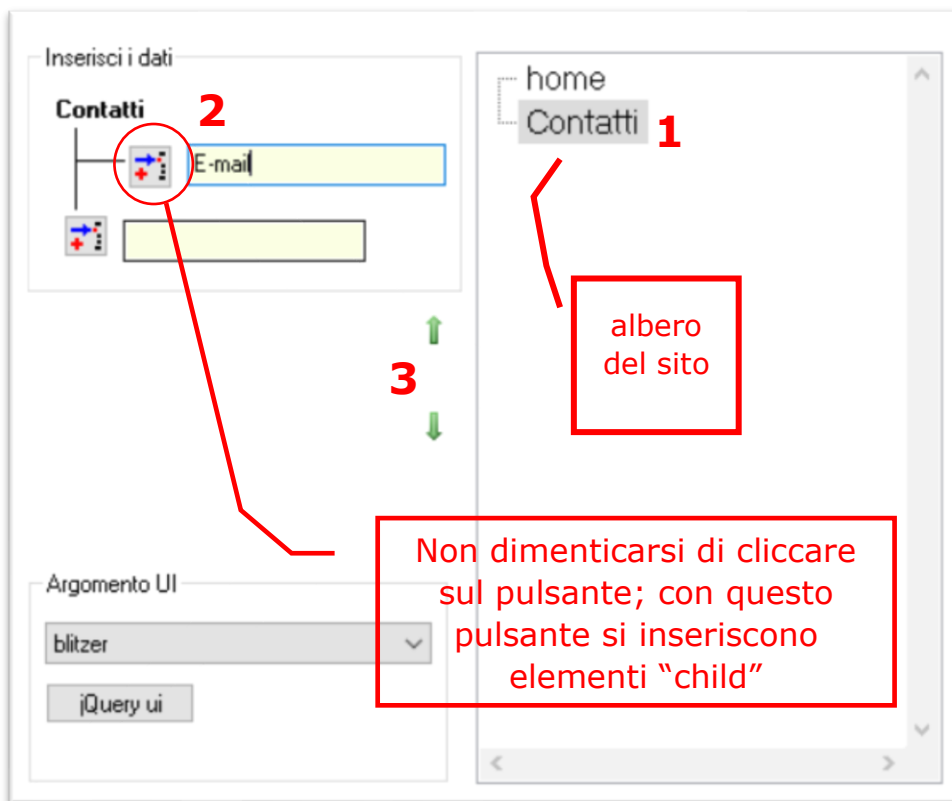 Inserisci i dati
Contatti
2
E-mail
home
Contatti
1
albero
del sito
3
Non dimenticarsi di cliccare
sul pulsante; con questo
pulsante si inseriscono
elementi “child”
Argomento UI
blitzer
jQuery ui